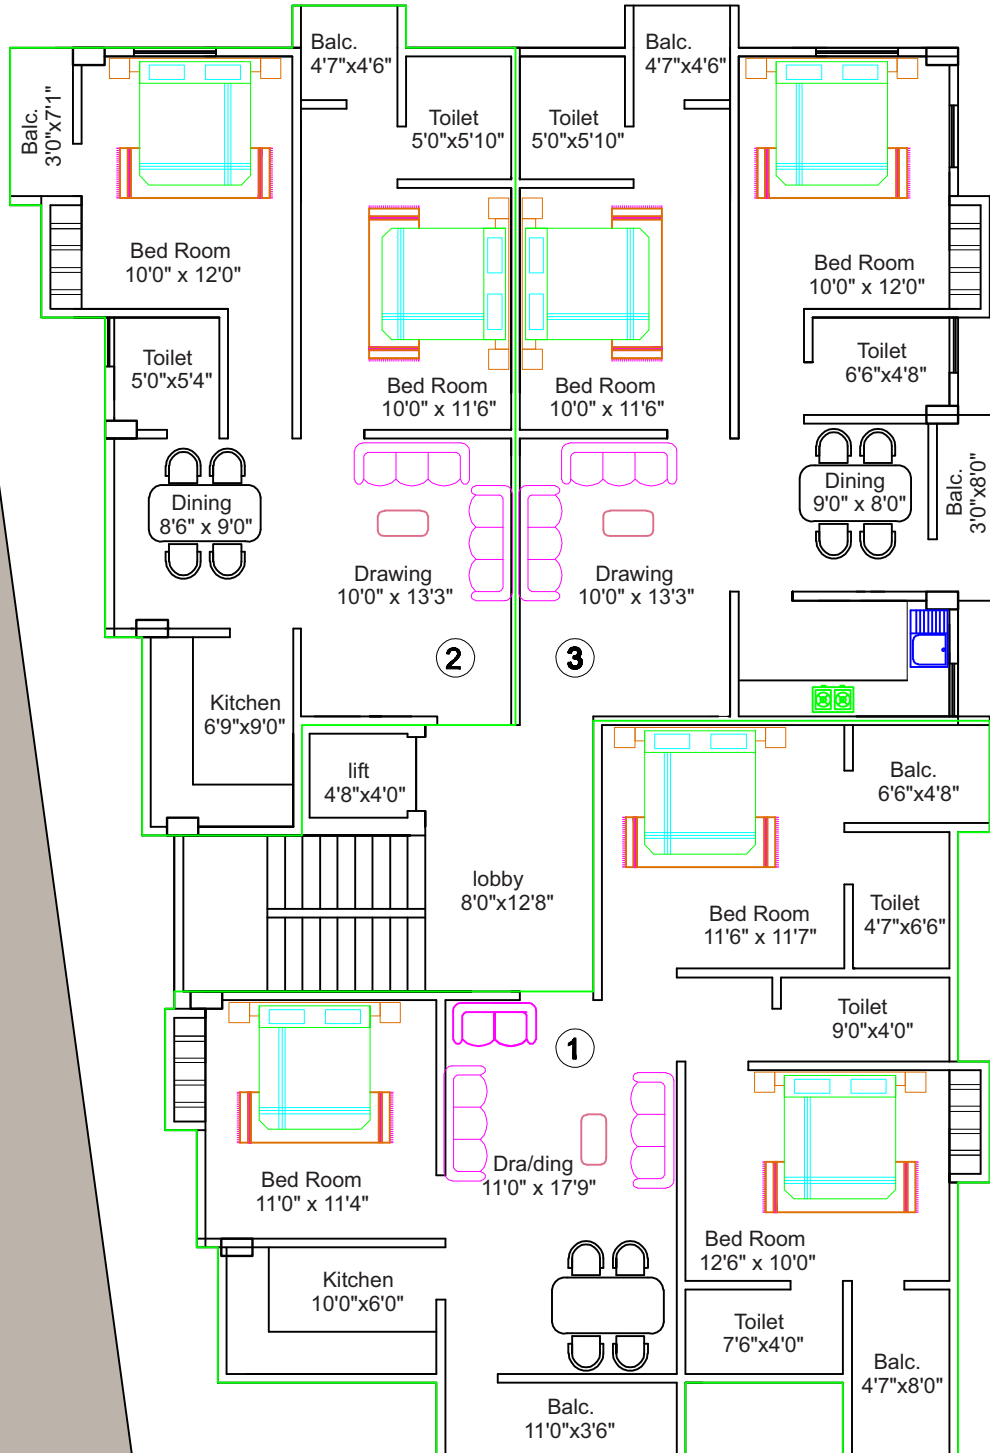 Balc.
4'7"x4'6"
Balc.
4'7"x4'6"
Balc.
3'0"x7'1"
Toilet
5'0"x5'10"
Toilet
5'0"x5'10"
Bed Room
10'0" x 12'0"
Bed Room
10'0" x 12'0"
Toilet
5'0"x5'4"
Bed Room
10'0" x 11'6"
Bed Room
10'0" x 11'6"
Toilet
6'6"x4'8"
Dining
8'6" x 9'0"
Dining
9'0" x 8'0"
Balc.
3'0"x8'0"
Drawing
10'0" x 13'3"
Drawing
10'0" x 13'3"
2
3
Kitchen
6'9"x9'0"
lift
4'8"x4'0"
Balc.
6'6"x4'8"
lobby
8'0"x12'8"
Bed Room
11'6" x 11'7"
Toilet
4'7"x6'6"
Toilet
9'0"x4'0"
1
Bed Room
11'0" x 11'4"
Dra/ding
11'0" x 17'9"
Bed Room
12'6" x 10'0"
Kitchen
10'0"x6'0"
Toilet
7'6"x4'0"
Balc.
4'7"x8'0"
Balc.
11'0"x3'6"